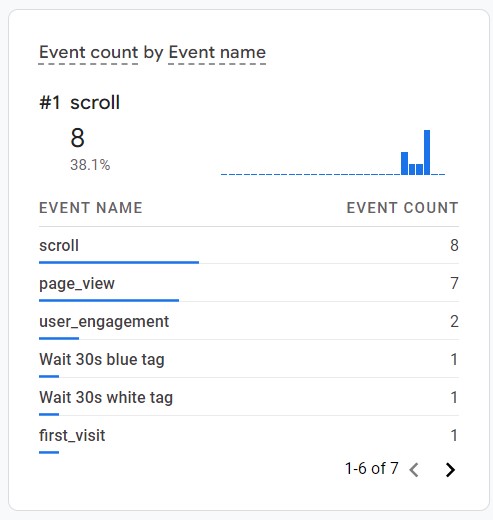 Event count by Event name
#1 scroll
8
38.1%
EVENT NAME EVENT COUNT
scroll 8
page_view 7
user_engagement 2
Wait 30s blue tag 1
Wait 30s white tag 1
first_visit 1
1-6 of 7